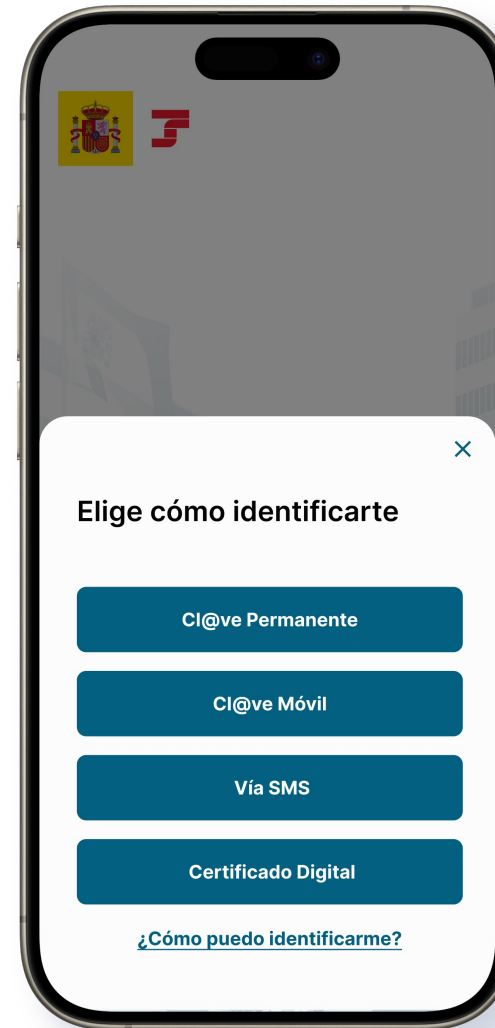 Elige cómo identificarte
Cl@ve Permanente
Cl@ve Móvil
Vía SMS
Certificado Digital
¿Cómo puedo identificarme?